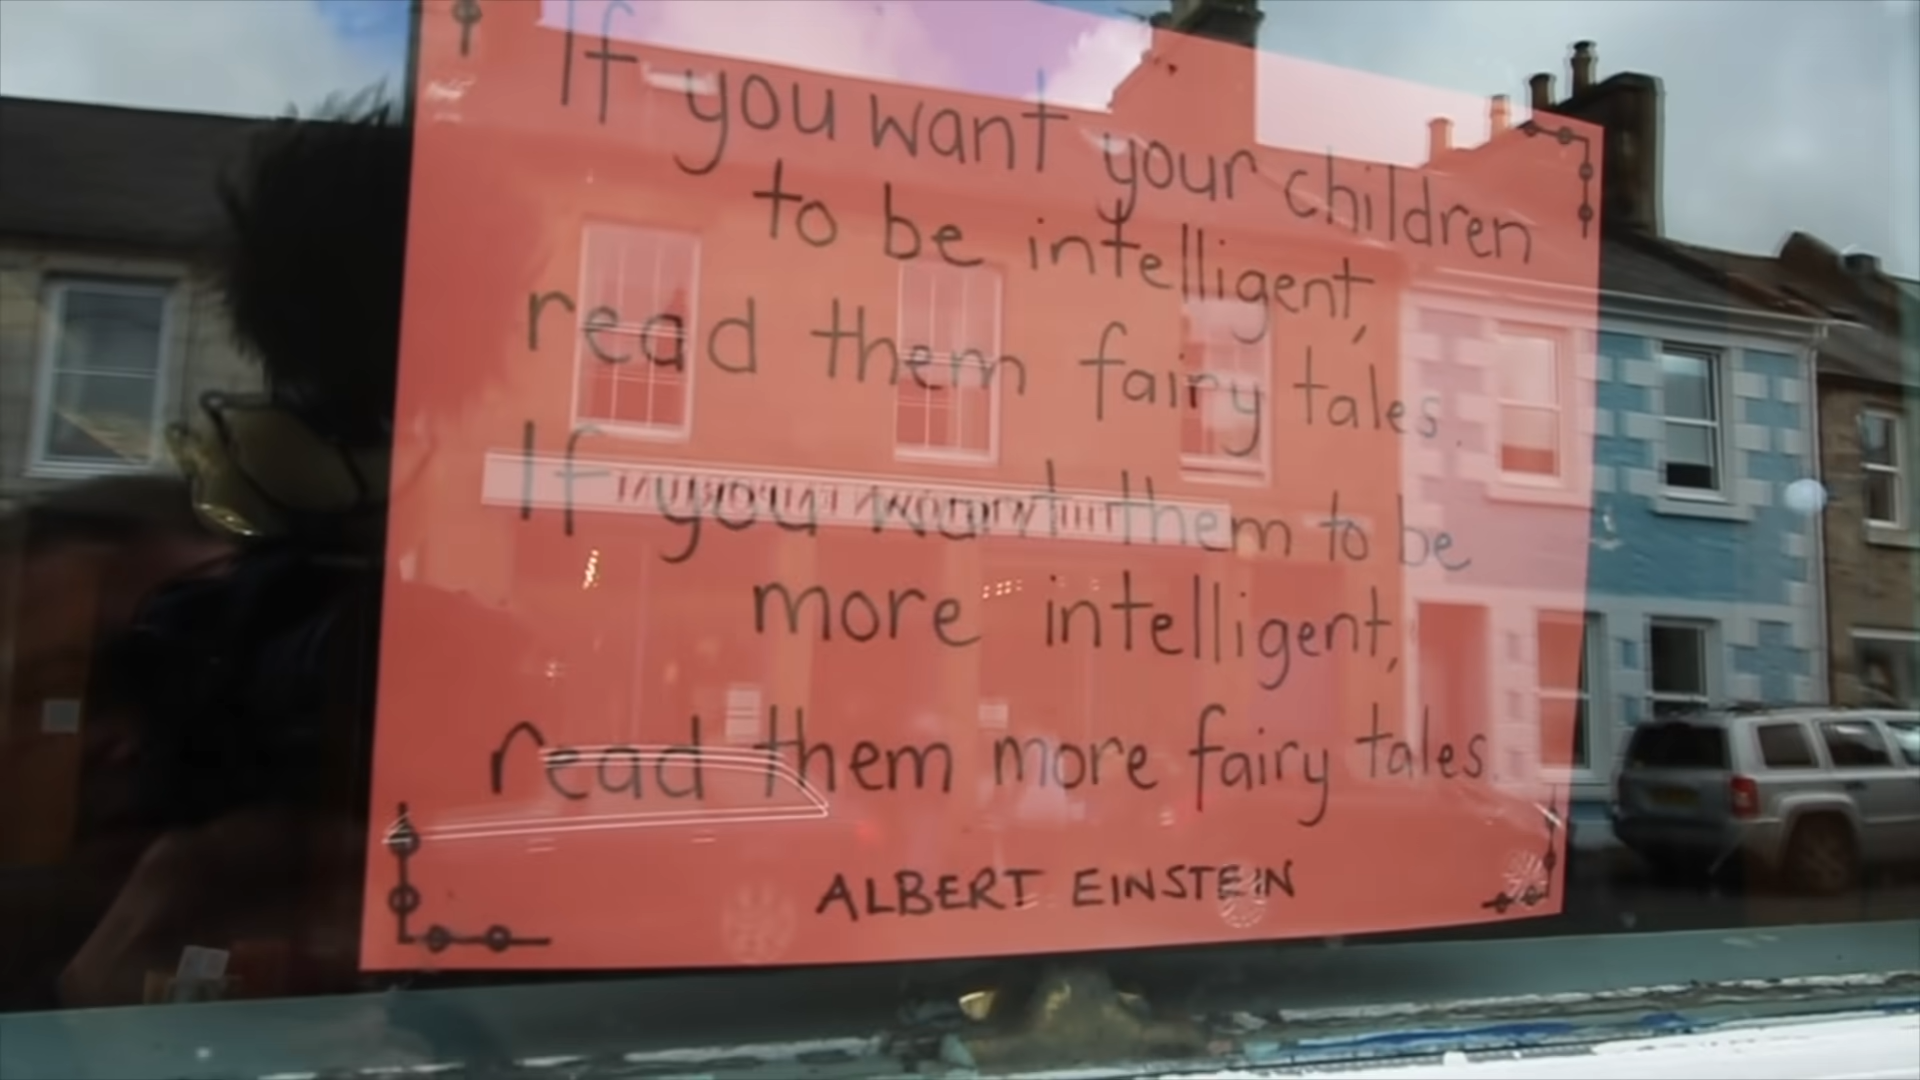 If you want your children
to be intelligent,
read them fairy tales.
If you want them to be
more intelligent,
read them more fairy tales.
ALBERT EINSTEIN